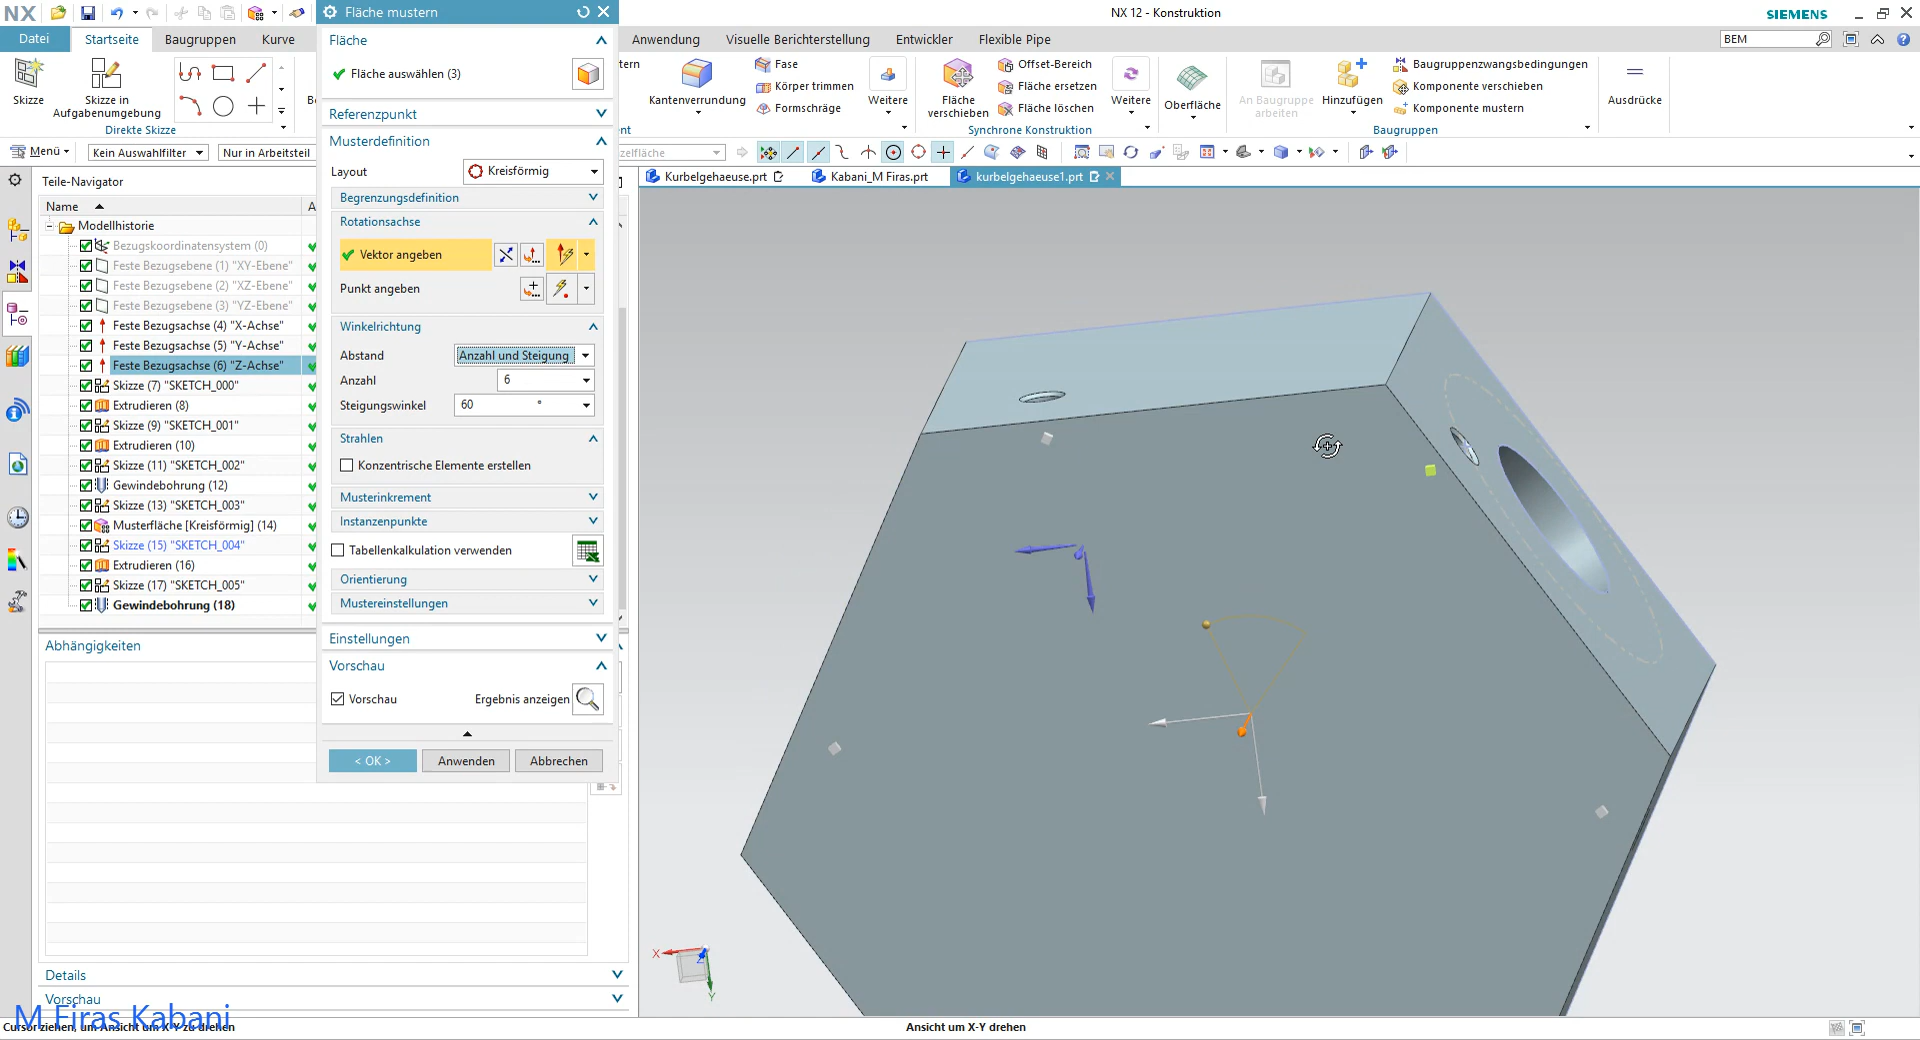 NX
Fläche mustern
NX 12 - Konstruktion
SIEMENS
Datei
Startseite
Baugruppen
Kurve
Fläche
Anwendung
Visuelle Berichterstellung
Entwickler
Flexible Pipe
BEM
Skizze
Skizze in
Aufgabenumgebung
Direkte Skizze
Fläche auswählen (3)
tern
Kantenverrundung
Fase
Körper trimmen
Formschräge
Weitere
Fläche
verschieben
Offset-Bereich
Fläche ersetzen
Fläche löschen
Weitere
Synchrone Konstruktion
Oberfläche
An Baugruppe
arbeiten
Hinzufügen
Baugruppenzwangsbedingungen
Komponente verschieben
Komponente mustern
Baugruppen
Ausdrücke
Menü
Kein Auswahlfilter
Nur in Arbeitsteil
zelfläche
Referenzpunkt
Musterdefinition
Layout
Kreisförmig
Begrenzungsdefinition
Rotationsachse
Vektor angeben
Punkt angeben
Winkelrichtung
Abstand
Anzahl und Steigung
Anzahl
6
Steigungswinkel
60
°
Strahlen
Konzentrische Elemente erstellen
Musterinkrement
Instanzenpunkte
Tabellenkalkulation verwenden
Orientierung
Mustereinstellungen
Einstellungen
Vorschau
Vorschau
Ergebnis anzeigen
< OK >
Anwenden
Abbrechen
Kurbelgehaeuse.prt
Kabani_M Firas.prt
kurbelgehaeuse1.prt
Teile-Navigator
Name
A
Modellhistorie
Bezugskoordinatensystem (0)
Feste Bezugsebene (1) "XY-Ebene"
Feste Bezugsebene (2) "XZ-Ebene"
Feste Bezugsebene (3) "YZ-Ebene"
Feste Bezugsachse (4) "X-Achse"
Feste Bezugsachse (5) "Y-Achse"
Feste Bezugsachse (6) "Z-Achse"
Skizze (7) "SKETCH_000"
Extrudieren (8)
Skizze (9) "SKETCH_001"
Extrudieren (10)
Skizze (11) "SKETCH_002"
Gewindebohrung (12)
Skizze (13) "SKETCH_003"
Musterfläche [Kreisförmig] (14)
Skizze (15) "SKETCH_004"
Extrudieren (16)
Skizze (17) "SKETCH_005"
Gewindebohrung (18)
Abhängigkeiten
Details
Vorschau
M Firas Kabani
Cursor ziehen, um Ansicht um X-Y zu drehen
Ansicht um X-Y drehen
X
Z
Y